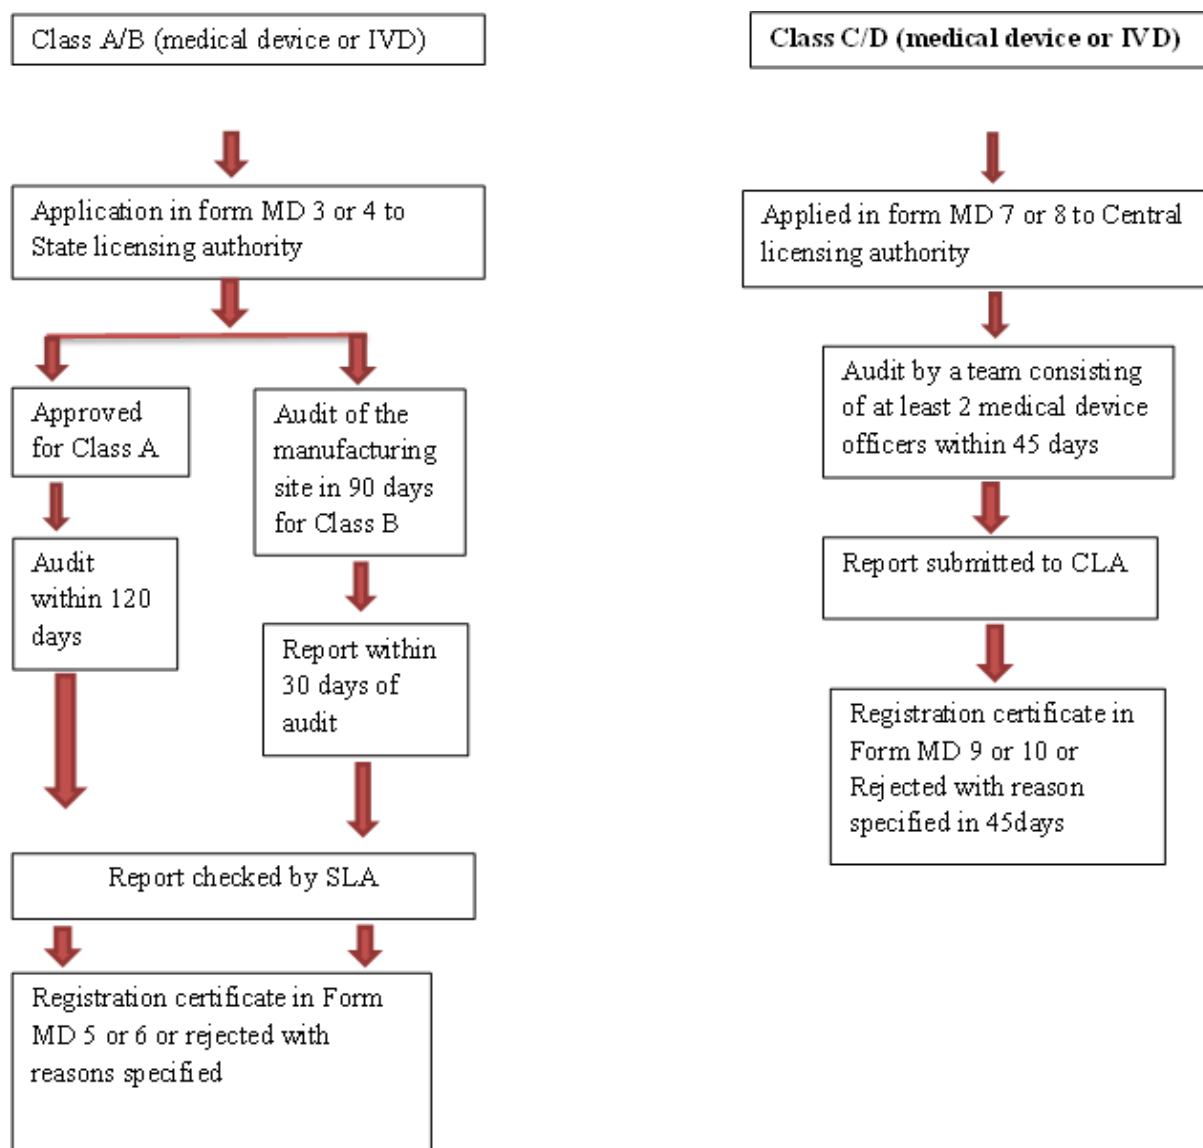 Class A/B (medical device or IVD)
Application in form MD 3 or 4 to
State licensing authority
Approved
for Class A
Audit
within 120
days
Audit of the
manufacturing
site in 90 days
for Class B
Report within
30 days of
audit
Report checked by SLA
Registration certificate in Form
MD 5 or 6 or rejected with
reasons specified
Class C/D (medical device or IVD)
Applied in form MD 7 or 8 to Central
licensing authority
Audit by a team consisting
of at least 2 medical device
officers within 45 days
Report submitted to CLA
Registration certificate in
Form MD 9 or 10 or
Rejected with reason
specified in 45days